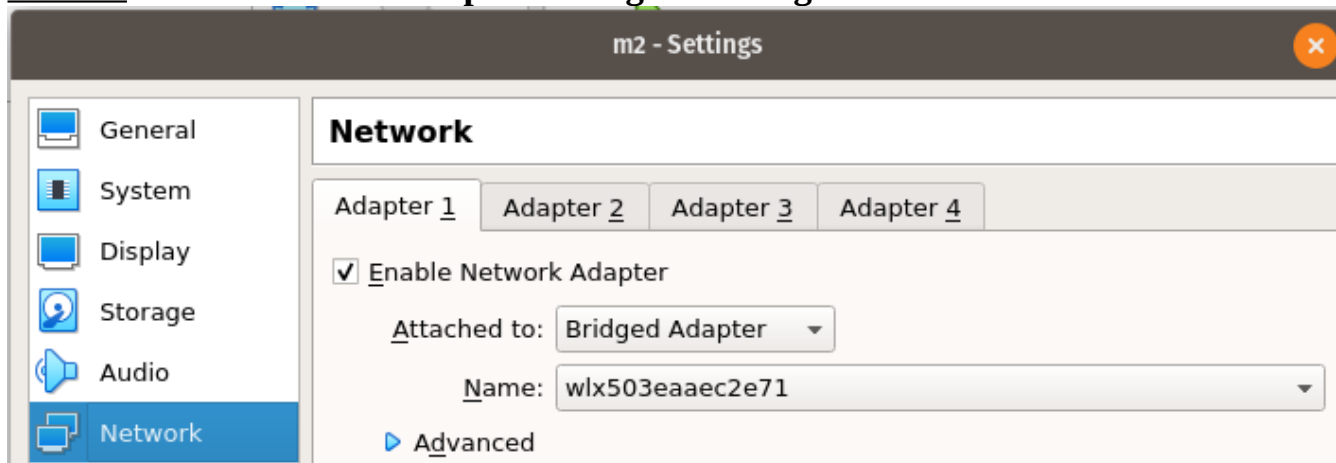 m2 - Settings
General
System
Display
Storage
Audio
Network
Network
Adapter 1 Adapter 2 Adapter 3 Adapter 4
Enable Network Adapter
Attached to: Bridged Adapter
Name: wlx503eaaec2e71
Advanced